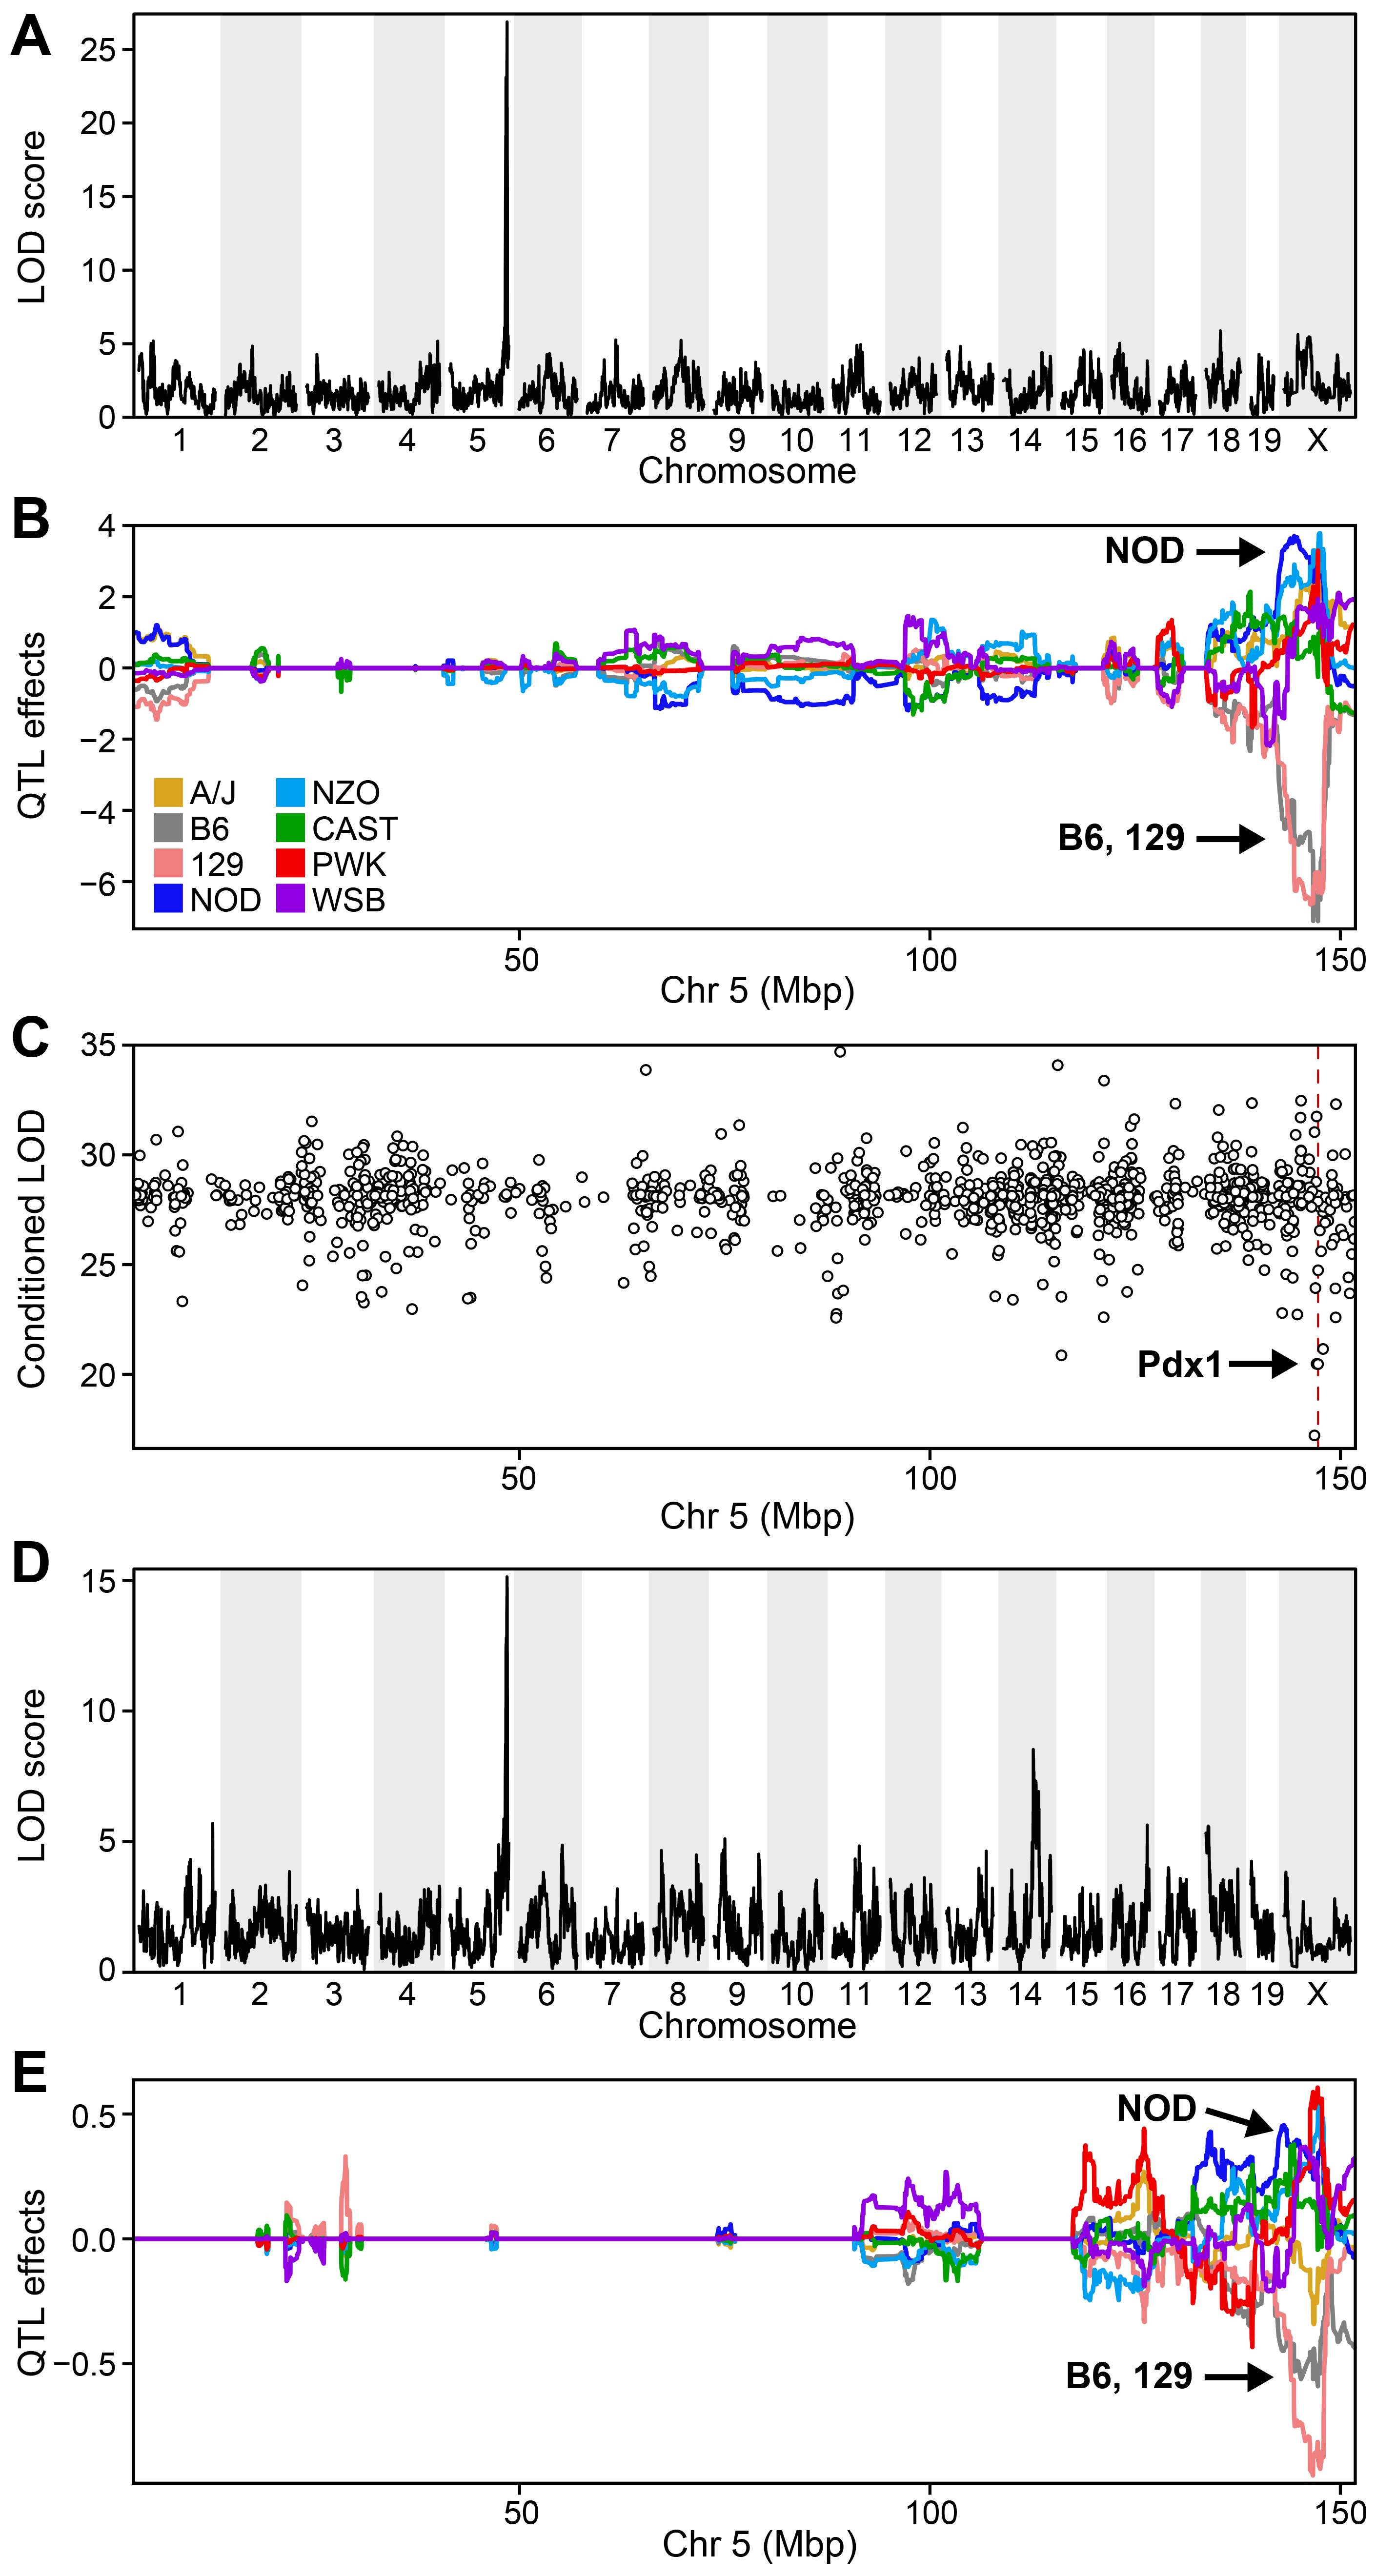 A
LOD score
25
20
15
10
5
0
1 2 3 4 5 6 7 8 9 10 11 12 13 14 15 16 17 18 19 X
Chromosome
B
QTL effects
4
2
0
−2
−4
−6
NOD
B6, 129
A/J NZO
B6 CAST
129 PWK
NOD WSB
50 100 150
Chr 5 (Mbp)
C
Conditioned LOD
35
30
25
20
Pdx1
50 100 150
Chr 5 (Mbp)
D
LOD score
15
10
5
0
1 2 3 4 5 6 7 8 9 10 11 12 13 14 15 16 17 18 19 X
Chromosome
E
QTL effects
0.5
0.0
−0.5
NOD
B6, 129
50 100 150
Chr 5 (Mbp)